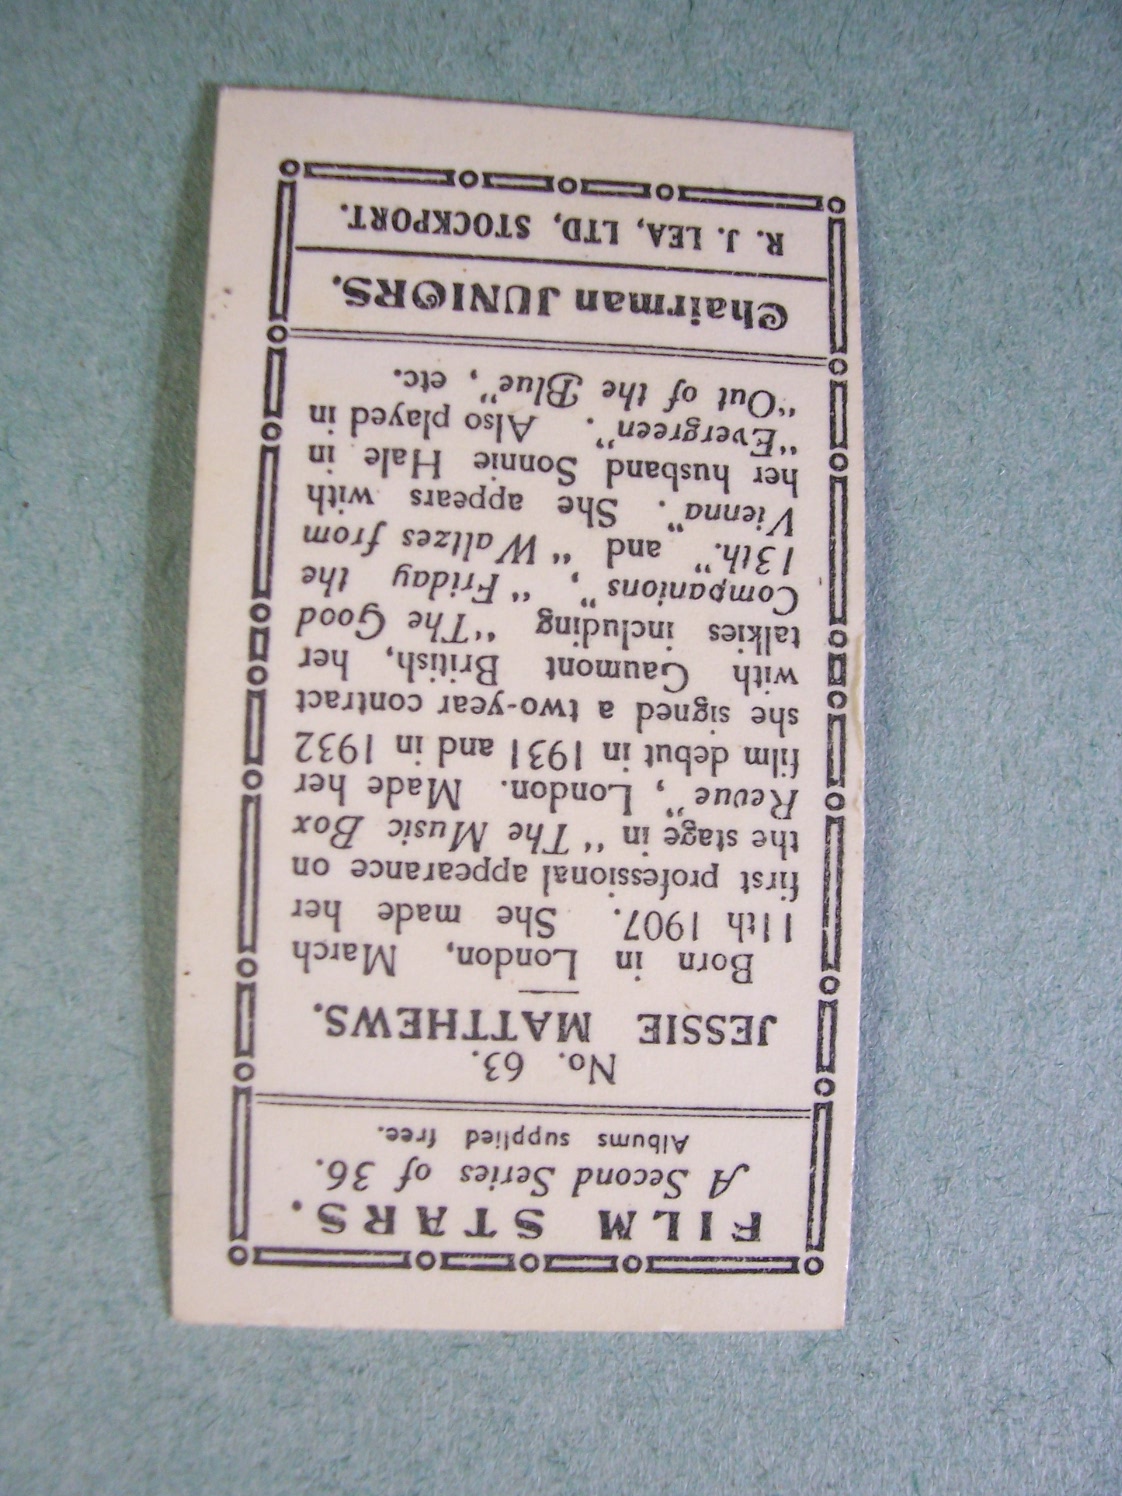 FILM STARS.
A Second Series of 36.
Albums supplied free.
No. 63.
JESSIE MATTHEWS.
Born in London, March
11th 1907. She made her
first professional appearance on
the stage in "The Music Box
Revue", London. Made her
film debut in 1931 and in 1932
she signed a two-year contract
with Gaumont British, her
talkies including "The Good
Companions", "Friday the
13th." and "Waltzes from
Vienna". She appears with
her husband Sonnie Hale in
"Evergreen". Also played in
"Out of the Blue", etc.
Chairman JUNIORS.
R. J. LEA, LTD, STOCKPORT.